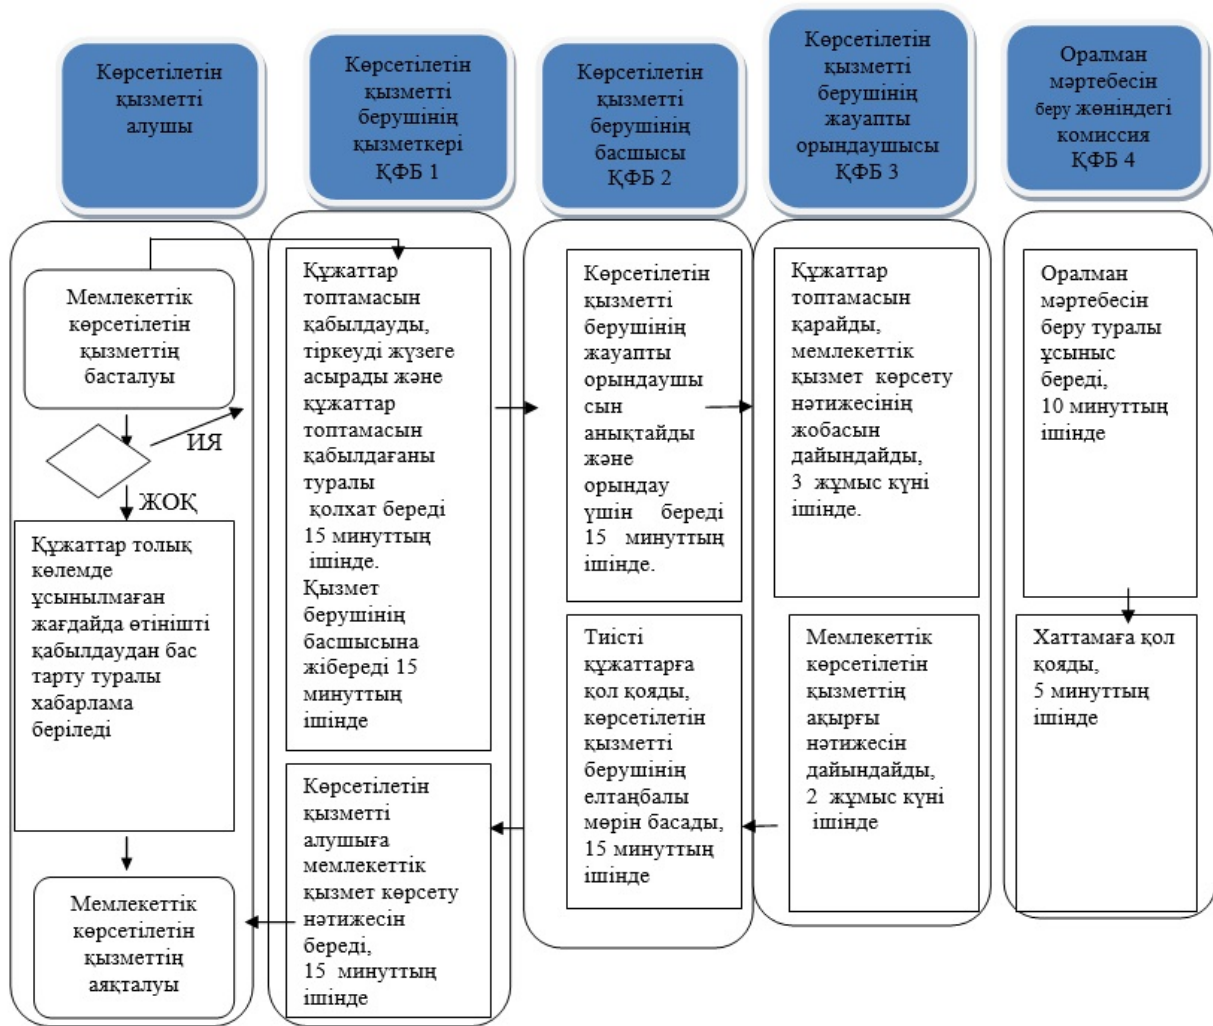 Көрсетілетін
қызметті
алушы
Көрсетілетін
қызметті
берушінің
қызметкері
ҚФБ 1
Көрсетілетін
қызметті
берушінің
басшысы
ҚФБ 2
Көрсетілетін
қызметті
берушінің
жауапты
орындаушысы
ҚФБ 3
Оралман
мәртебесін
беру жөніндегі
комиссия
ҚФБ 4
Мемлекеттік
көрсетілетін
қызметтің
басталуы
ИЯ
ЖОҚ
Құжаттар толық
көлемде
ұсынылмаған
жағдайда өтінішті
қабылдаудан бас
тарту туралы
хабарлама
беріледі
Мемлекеттік
көрсетілетін
қызметтің
аяқталуы
Құжаттар
топтамасын
қабылдауды,
тіркеуді жүзеге
асырады және
құжаттар
топтамасын
қабылдағаны
туралы
қолхат береді
15 минуттың
ішінде.
Қызмет
берушінің
басшысына
жібереді 15
минуттың
ішінде
Көрсетілетін
қызметті
алушыға
мемлекеттік
қызмет көрсету
нәтижесін
береді,
15 минуттың
ішінде
Көрсетілетін
қызметті
берушінің
жауапты
орындаушы
сын
анықтайды
және
орындау
үшін береді
15 минуттың
ішінде.
Тиісті
құжаттарға
қол қояды,
көрсетілетін
қызметті
берушінің
елтаңбалы
мөрін басады,
15 минуттың
ішінде
Құжаттар
топтамасын
қарайды,
мемлекеттік
қызмет көрсету
нәтижесінің
жобасын
дайындайды,
3 жұмыс күні
ішінде.
Мемлекеттік
көрсетілетін
қызметтің
ақырғы
нәтижесін
дайындайды,
2 жұмыс күні
ішінде
Оралман
мәртебесін
беру туралы
ұсыныс
береді,
10 минуттың
ішінде
Хаттамаға қол
қояды,
5 минуттың
ішінде